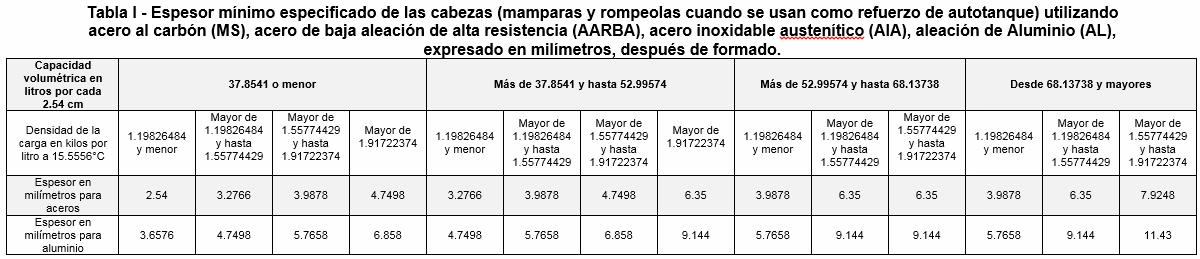 Tabla I - Espesor mínimo especificado de las cabezas (mamparas y rompeolas cuando se usan como refuerzo de autotanque) utilizando
acero al carbón (MS), acero de baja aleación de alta resistencia (AARBA), acero inoxidable austenítico (AIA), aleación de Aluminio (AL),
expresado en milímetros, después de formado.
Capacidad
volumétrica en
litros por cada
2.54 cm
37.8541 o menor
Más de 37.8541 y hasta 52.99574
Más de 52.99574 y hasta 68.13738
Desde 68.13738 y mayores
Densidad de la
carga en kilos por
litro a 15.5556°C
1.19826484
y menor
Mayor de
1.19826484
y hasta
1.55774429
Mayor de
1.55774429
y hasta
1.91722374
Mayor de
1.91722374
1.19826484
y menor
Mayor de
1.19826484
y hasta
1.55774429
Mayor de
1.55774429
y hasta
1.91722374
Mayor de
1.91722374
1.19826484
y menor
Mayor de
1.19826484
y hasta
1.55774429
Mayor de
1.55774429
y hasta
1.91722374
1.19826484
y menor
Mayor de
1.19826484
y hasta
1.55774429
Mayor de
1.55774429
y hasta
1.91722374
Espesor en
milímetros para
aceros
2.54
3.2766
3.9878
4.7498
3.2766
3.9878
4.7498
6.35
3.9878
6.35
6.35
3.9878
6.35
7.9248
Espesor en
milímetros para
aluminio
3.6576
4.7498
5.7658
6.858
4.7498
5.7658
6.858
9.144
5.7658
9.144
9.144
5.7658
9.144
11.43